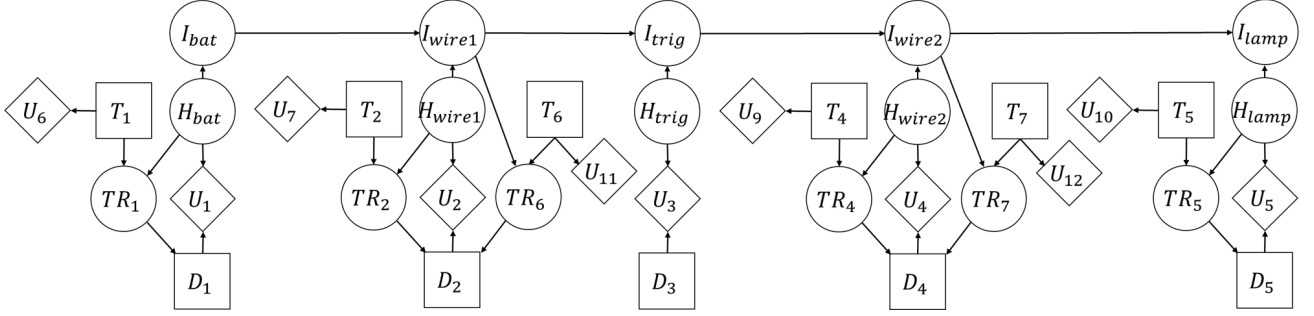 I_bat I_wire1 I_trig I_wire2 I_lamp
U_6 T_1 H_bat U_7 T_2 H_wire1 T_6 H_trig U_9 T_4 H_wire2 T_7 U_10 T_5 H_lamp
TR_1 U_1 TR_2 U_2 TR_6 U_11 U_3 TR_4 U_4 TR_7 U_12 TR_5 U_5
D_1 D_2 D_3 D_4 D_5